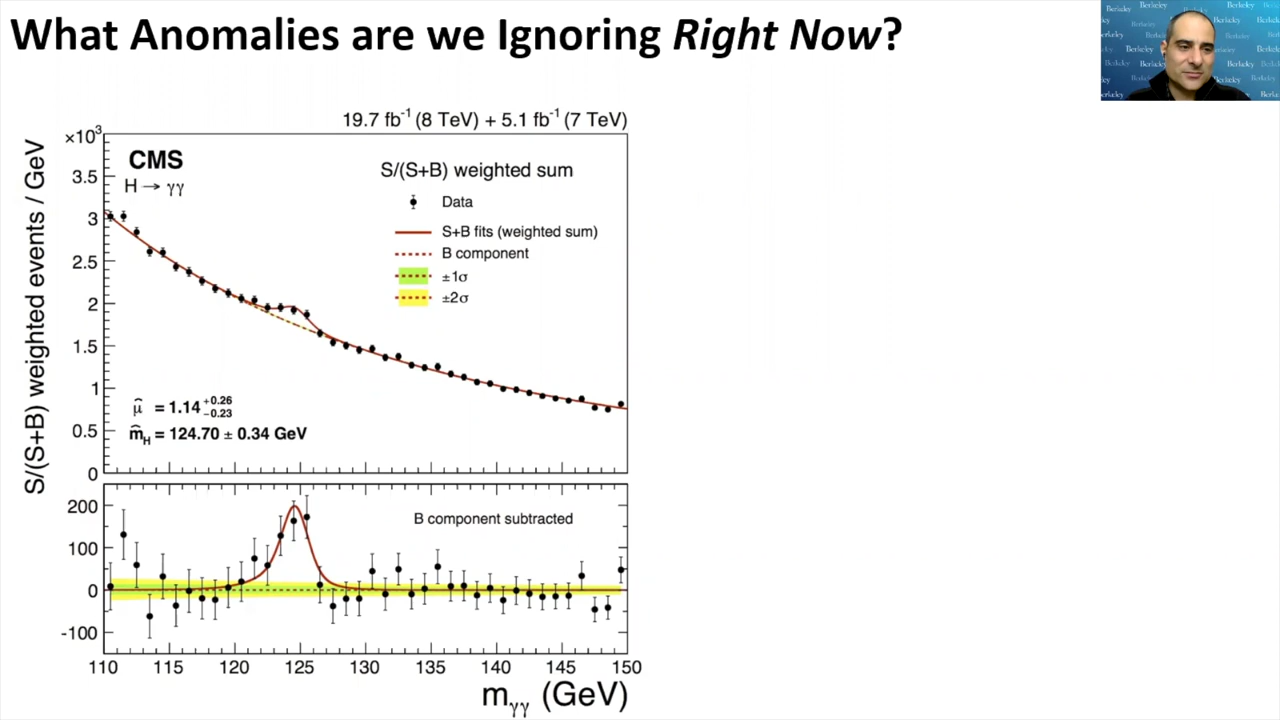 What Anomalies are we Ignoring Right Now?
Berkeley
19.7 fb⁻¹ (8 TeV) + 5.1 fb⁻¹ (7 TeV)
×10³
CMS
H → γγ
S/(S+B) weighted sum
Data
S+B fits (weighted sum)
B component
±1σ
±2σ
S/(S+B) weighted events / GeV
3.5
3
2.5
2
1.5
1
0.5
0
μ̂ = 1.14 +0.26 −0.23
m̂_H = 124.70 ± 0.34 GeV
B component subtracted
200
100
0
-100
110 115 120 125 130 135 140 145 150
m_γγ (GeV)